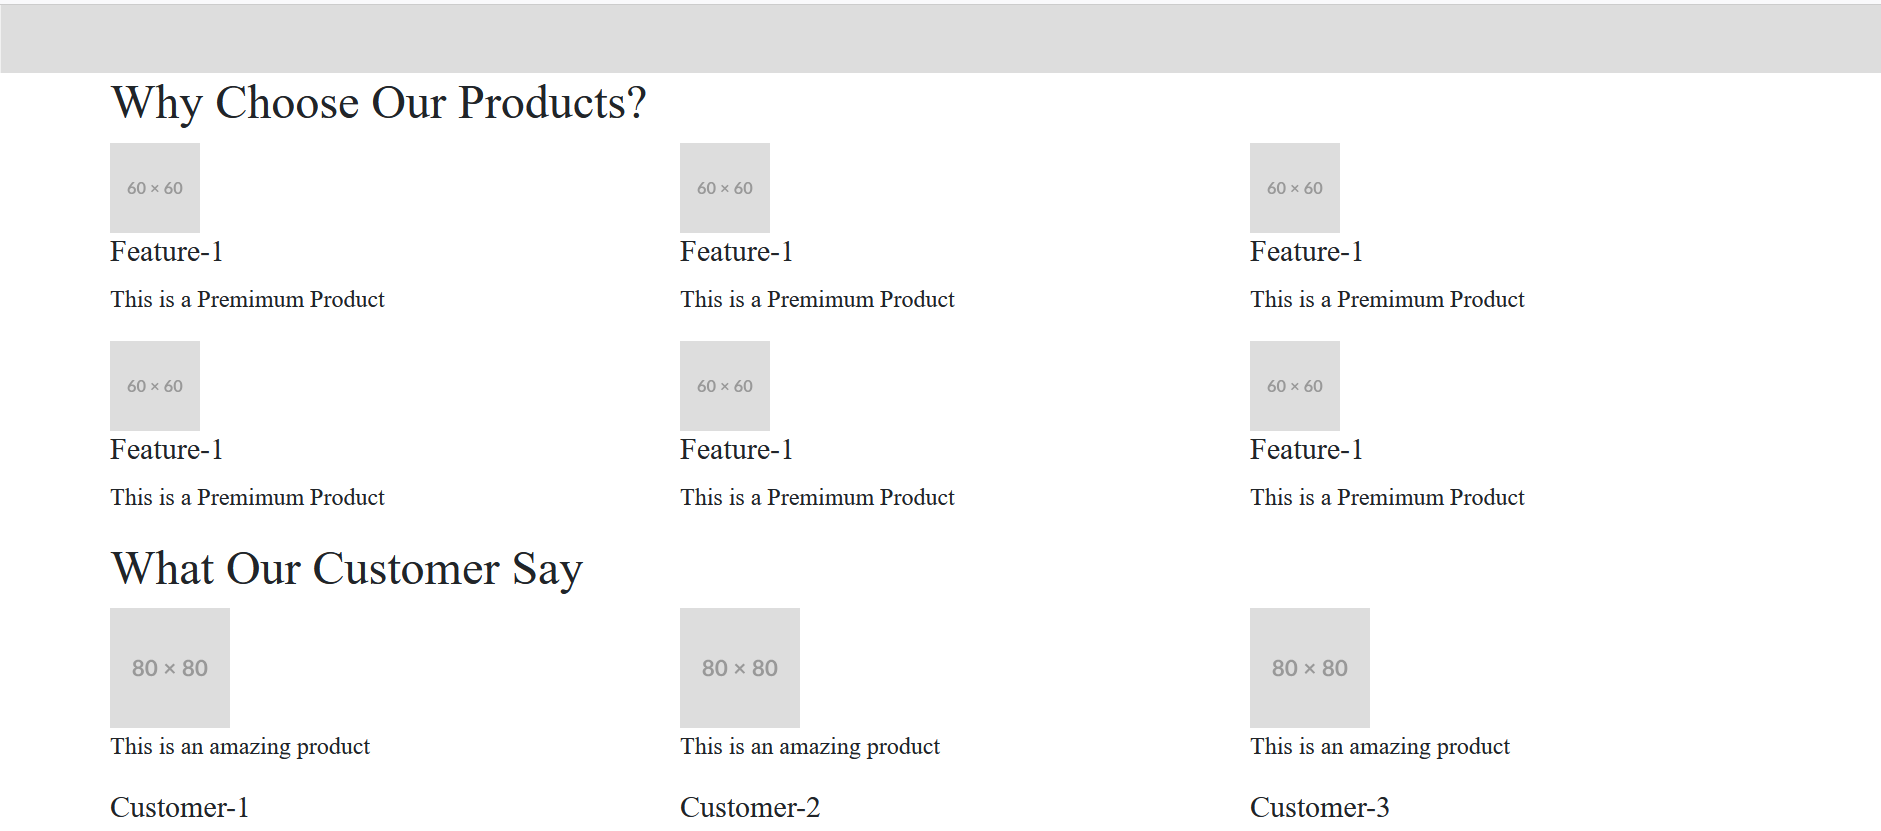 Why Choose Our Products?
60 × 60 60 × 60 60 × 60
Feature-1 Feature-1 Feature-1
This is a Premimum Product This is a Premimum Product This is a Premimum Product
60 × 60 60 × 60 60 × 60
Feature-1 Feature-1 Feature-1
This is a Premimum Product This is a Premimum Product This is a Premimum Product
What Our Customer Say
80 × 80 80 × 80 80 × 80
This is an amazing product This is an amazing product This is an amazing product
Customer-1 Customer-2 Customer-3